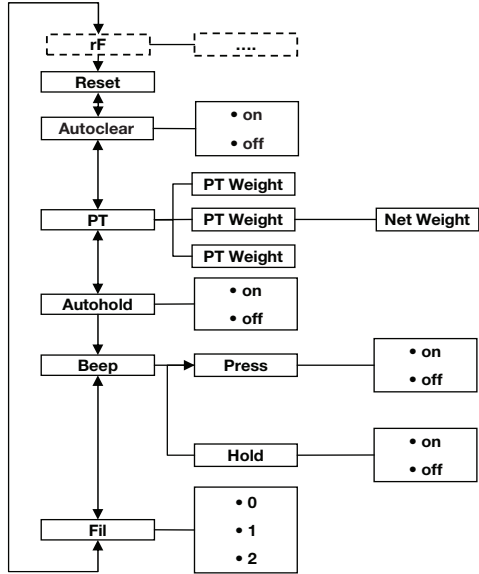 rF
....
Reset
Autoclear
• on
• off
PT Weight
PT
PT Weight
Net Weight
PT Weight
Autohold
• on
• off
Beep
Press
• on
• off
Hold
• on
• off
Fil
• 0
• 1
• 2